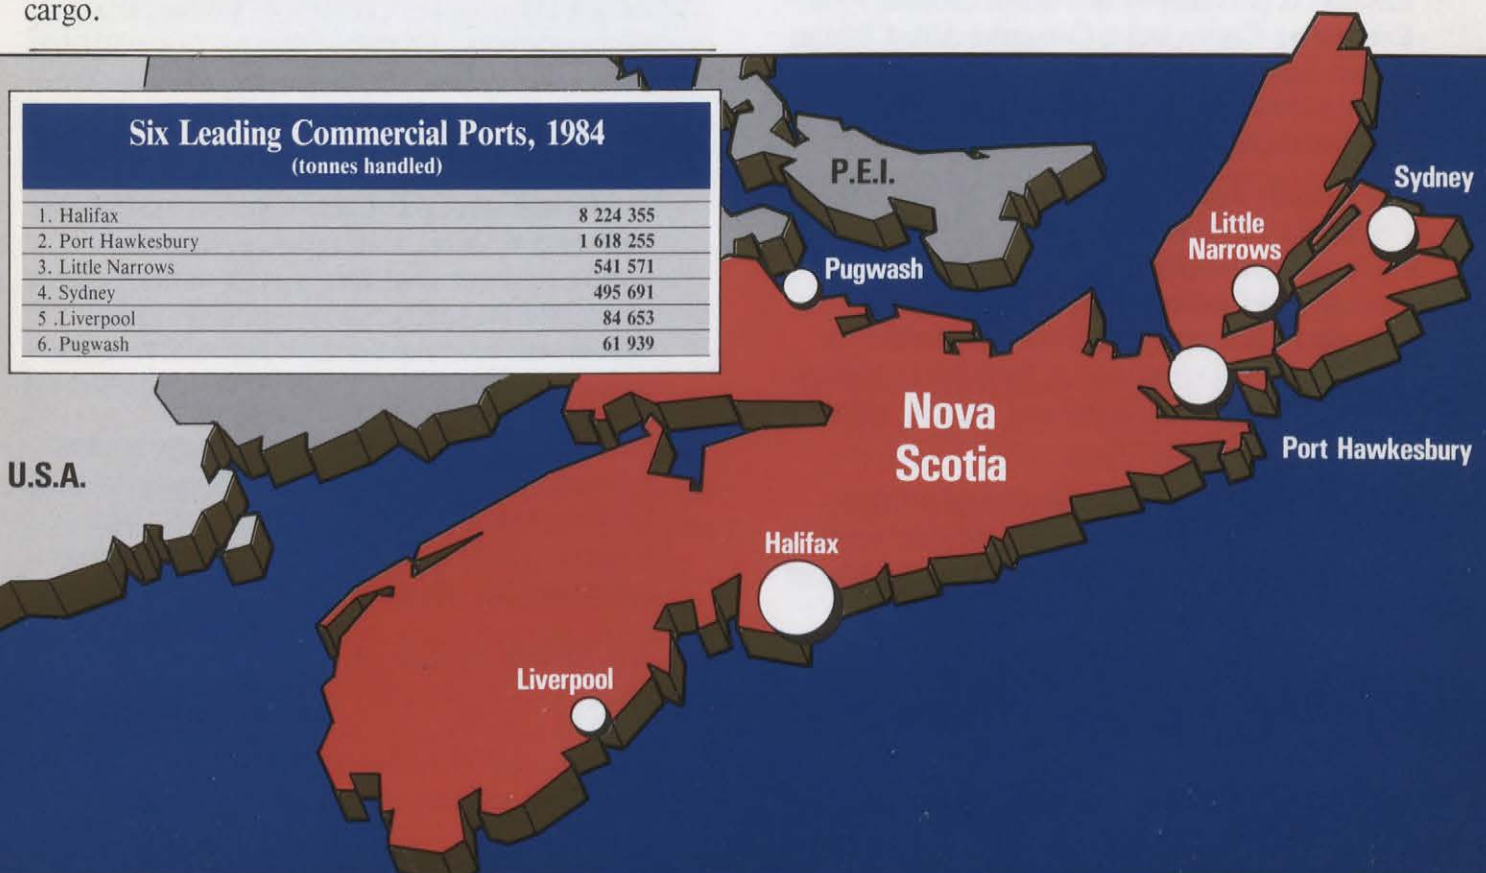 cargo.
Six Leading Commercial Ports, 1984
(tonnes handled)
1. Halifax 8 224 355
2. Port Hawkesbury 1 618 255
3. Little Narrows 541 571
4. Sydney 495 691
5 .Liverpool 84 653
6. Pugwash 61 939
P.E.I.
Sydney
Little
Narrows
Pugwash
Nova
Scotia
Port Hawkesbury
U.S.A.
Halifax
Liverpool